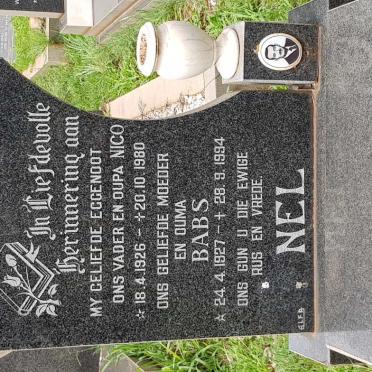 In Liefdevolle
Herinnering aan
MY GELIEFDE EGGENOOT
ONS VADER EN OUPA NICO
☆ 18.4.1926 - ✝ 20.10.1980
ONS GELIEFDE MOEDER
EN OUMA
BABS
☆ 24.4.1927 - ✝ 28.9.1994
ONS GUN U DIE EWIGE
RUS EN VREDE.
NEL